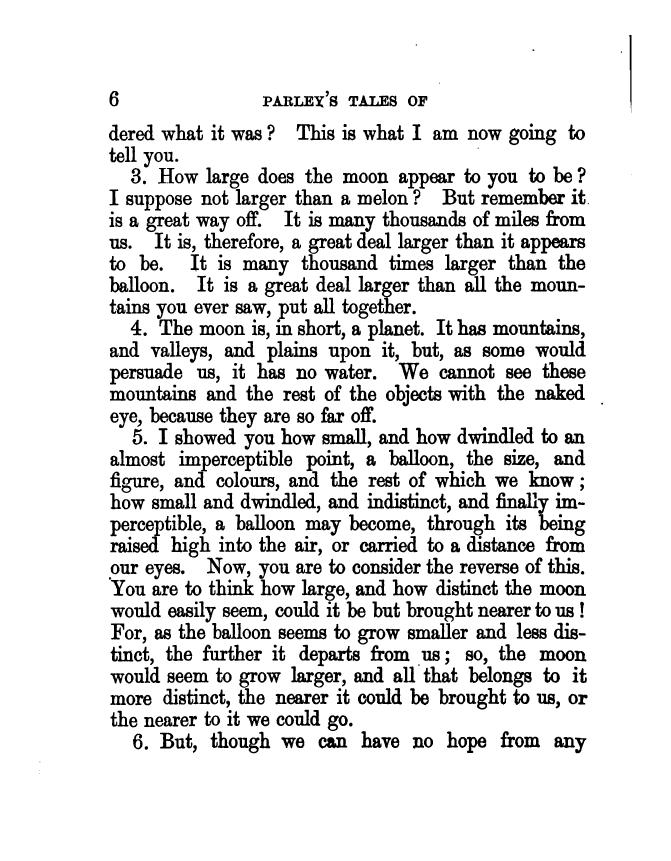 6 PARLEY'S TALES OF
dered what it was? This is what I am now going to
tell you.
3. How large does the moon appear to you to be?
I suppose not larger than a melon? But remember it
is a great way off. It is many thousands of miles from
us. It is, therefore, a great deal larger than it appears
to be. It is many thousand times larger than the
balloon. It is a great deal larger than all the moun-
tains you ever saw, put all together.
4. The moon is, in short, a planet. It has mountains,
and valleys, and plains upon it, but, as some would
persuade us, it has no water. We cannot see these
mountains and the rest of the objects with the naked
eye, because they are so far off.
5. I showed you how small, and how dwindled to an
almost imperceptible point, a balloon, the size, and
figure, and colours, and the rest of which we know;
how small and dwindled, and indistinct, and finally im-
perceptible, a balloon may become, through its being
raised high into the air, or carried to a distance from
our eyes. Now, you are to consider the reverse of this.
You are to think how large, and how distinct the moon
would easily seem, could it be but brought nearer to us!
For, as the balloon seems to grow smaller and less dis-
tinct, the further it departs from us; so, the moon
would seem to grow larger, and all that belongs to it
more distinct, the nearer it could be brought to us, or
the nearer to it we could go.
6. But, though we can have no hope from any